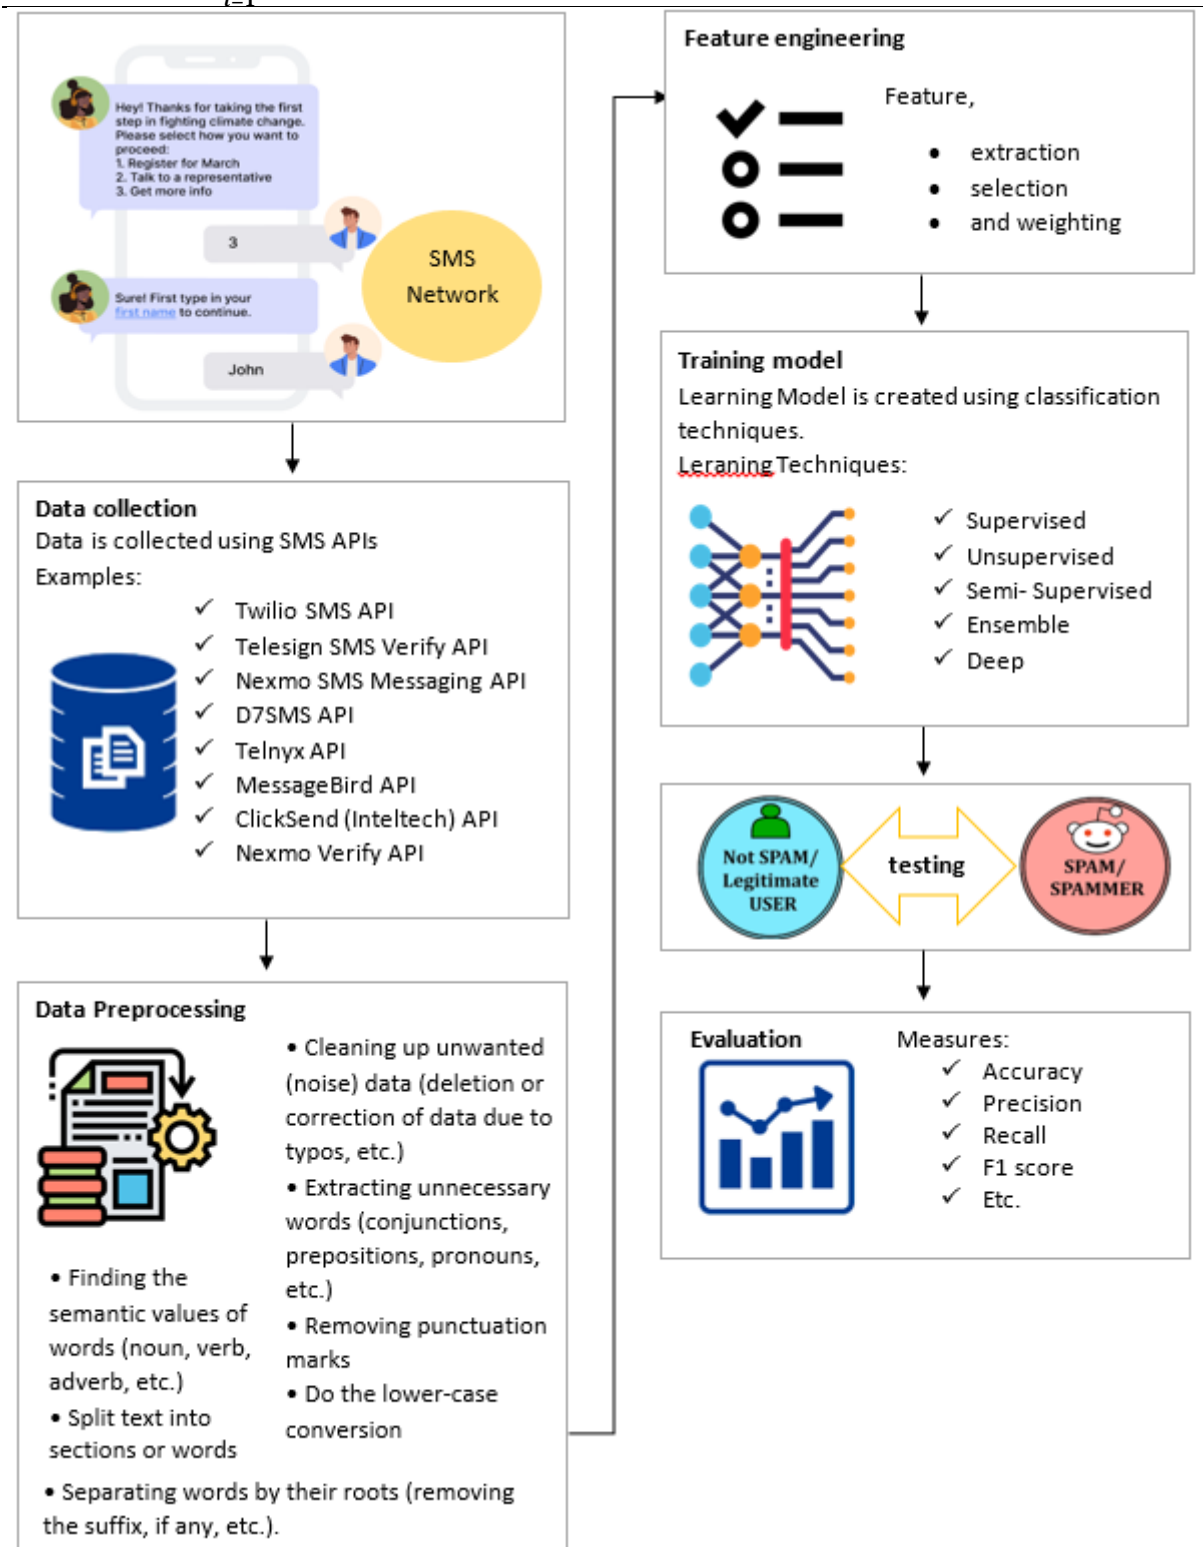 Hey! Thanks for taking the first
step in fighting climate change.
Please select how you want to
proceed:
1. Register for March
2. Talk to a representative
3. Get more info
3
Sure! First type in your
first name to continue.
John
SMS
Network
Data collection
Data is collected using SMS APIs
Examples:
✓ Twilio SMS API
✓ Telesign SMS Verify API
✓ Nexmo SMS Messaging API
✓ D7SMS API
✓ Telnyx API
✓ MessageBird API
✓ ClickSend (Inteltech) API
✓ Nexmo Verify API
Data Preprocessing
• Cleaning up unwanted
(noise) data (deletion or
correction of data due to
typos, etc.)
• Extracting unnecessary
words (conjunctions,
prepositions, pronouns,
etc.)
• Removing punctuation
marks
• Do the lower-case
conversion
• Finding the
semantic values of
words (noun, verb,
adverb, etc.)
• Split text into
sections or words
• Separating words by their roots (removing
the suffix, if any, etc.).
Feature engineering
Feature,
• extraction
• selection
• and weighting
Training model
Learning Model is created using classification
techniques.
Leraning Techniques:
✓ Supervised
✓ Unsupervised
✓ Semi- Supervised
✓ Ensemble
✓ Deep
Not SPAM/
Legitimate
USER
testing
SPAM/
SPAMMER
Evaluation
Measures:
✓ Accuracy
✓ Precision
✓ Recall
✓ F1 score
✓ Etc.